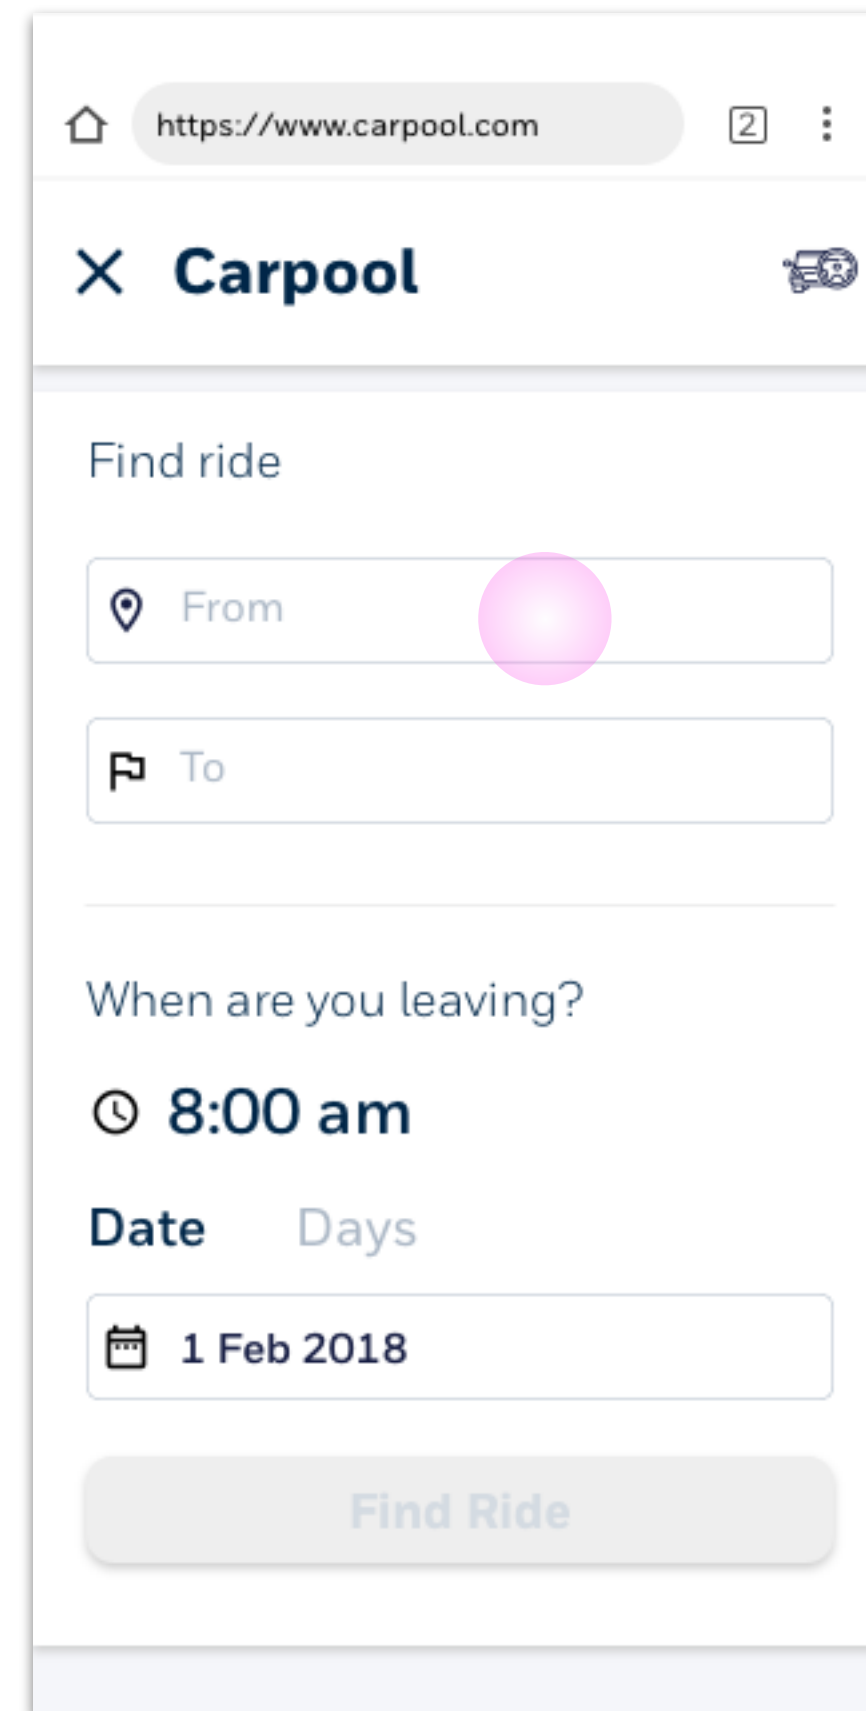 https://www.carpool.com
2
Carpool
Find ride
From
To
When are you leaving?
8:00 am
Date Days
1 Feb 2018
Find Ride